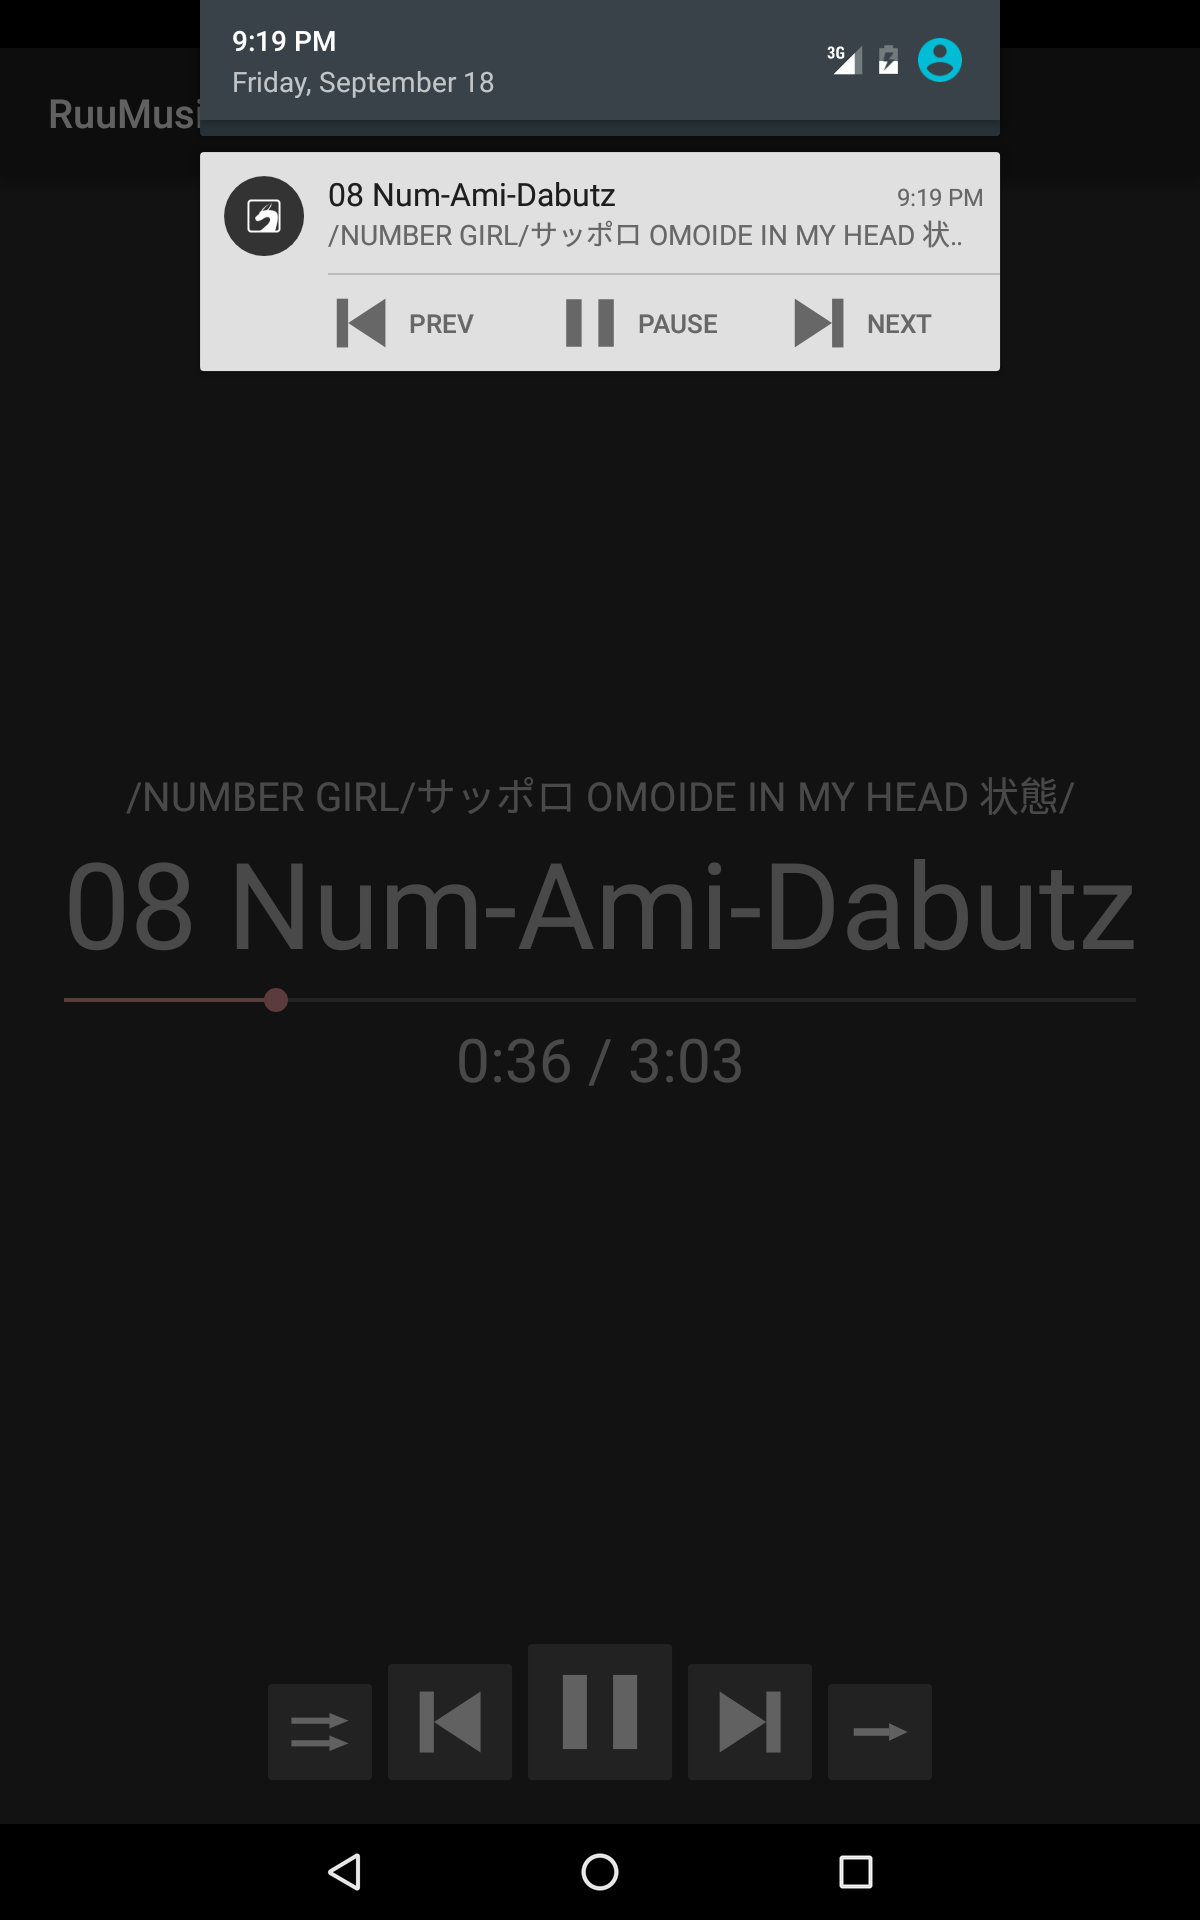 9:19 PM
Friday, September 18
3G
RuuMusi
08 Num-Ami-Dabutz
9:19 PM
/NUMBER GIRL/サッポロ OMOIDE IN MY HEAD 状..
PREV
PAUSE
NEXT
/NUMBER GIRL/サッポロ OMOIDE IN MY HEAD 状態/
08 Num-Ami-Dabutz
0:36 / 3:03